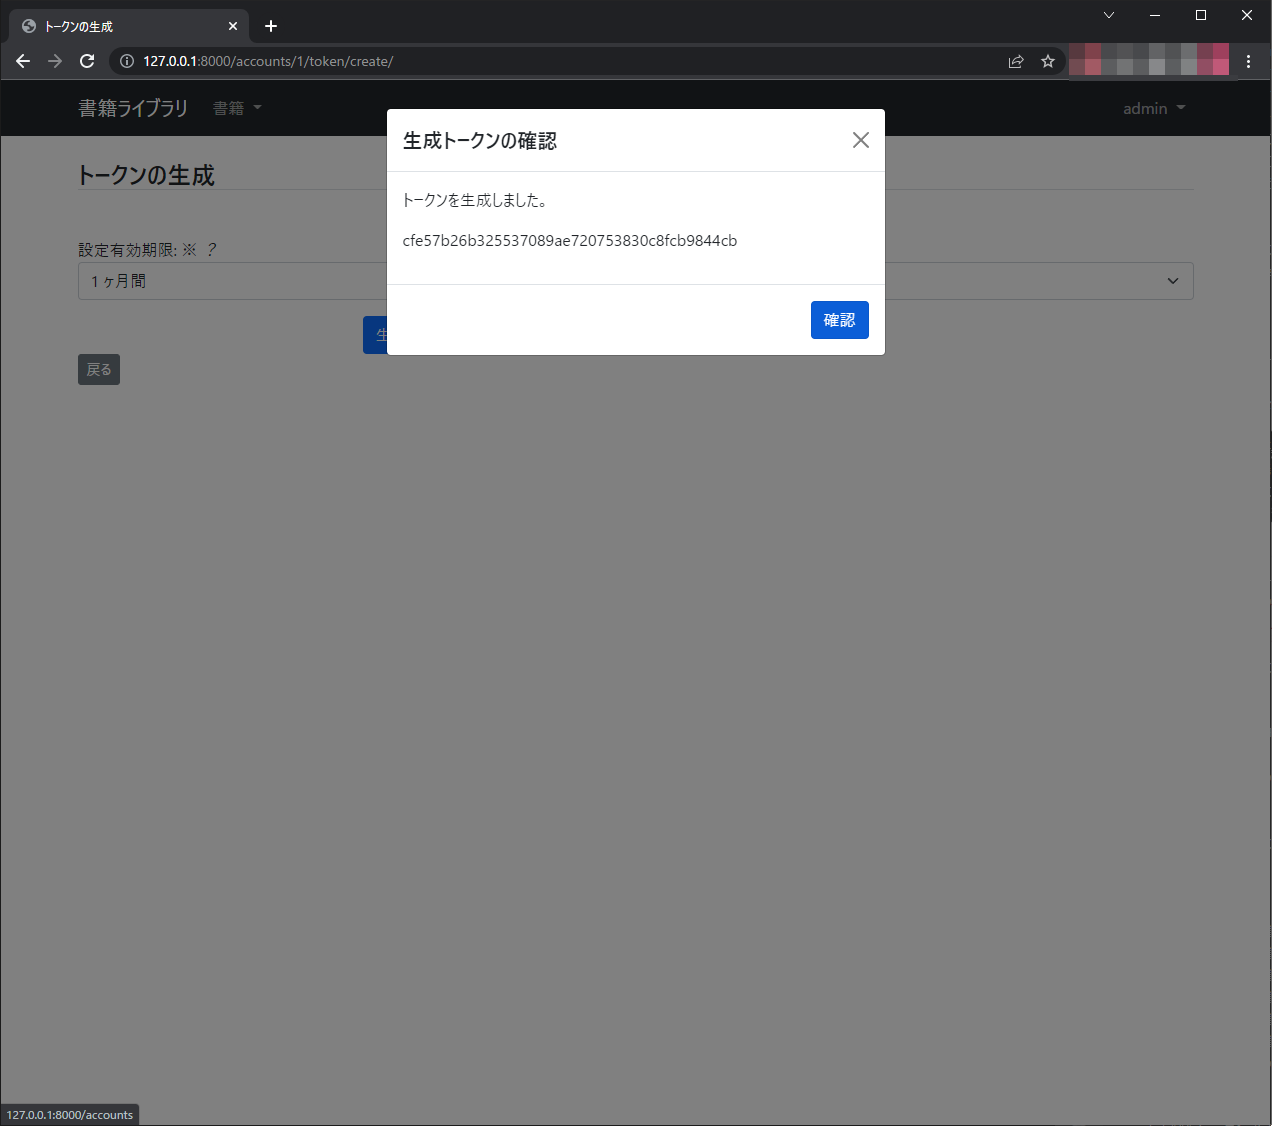 トークンの生成
127.0.0.1:8000/accounts/1/token/create/
書籍ライブラリ 書籍 admin
生成トークンの確認
トークンを生成しました。
cfe57b26b325537089ae720753830c8fcb9844cb
確認
トークンの生成
設定有効期限: ※ ?
1 ヶ月間
生
戻る
127.0.0.1:8000/accounts